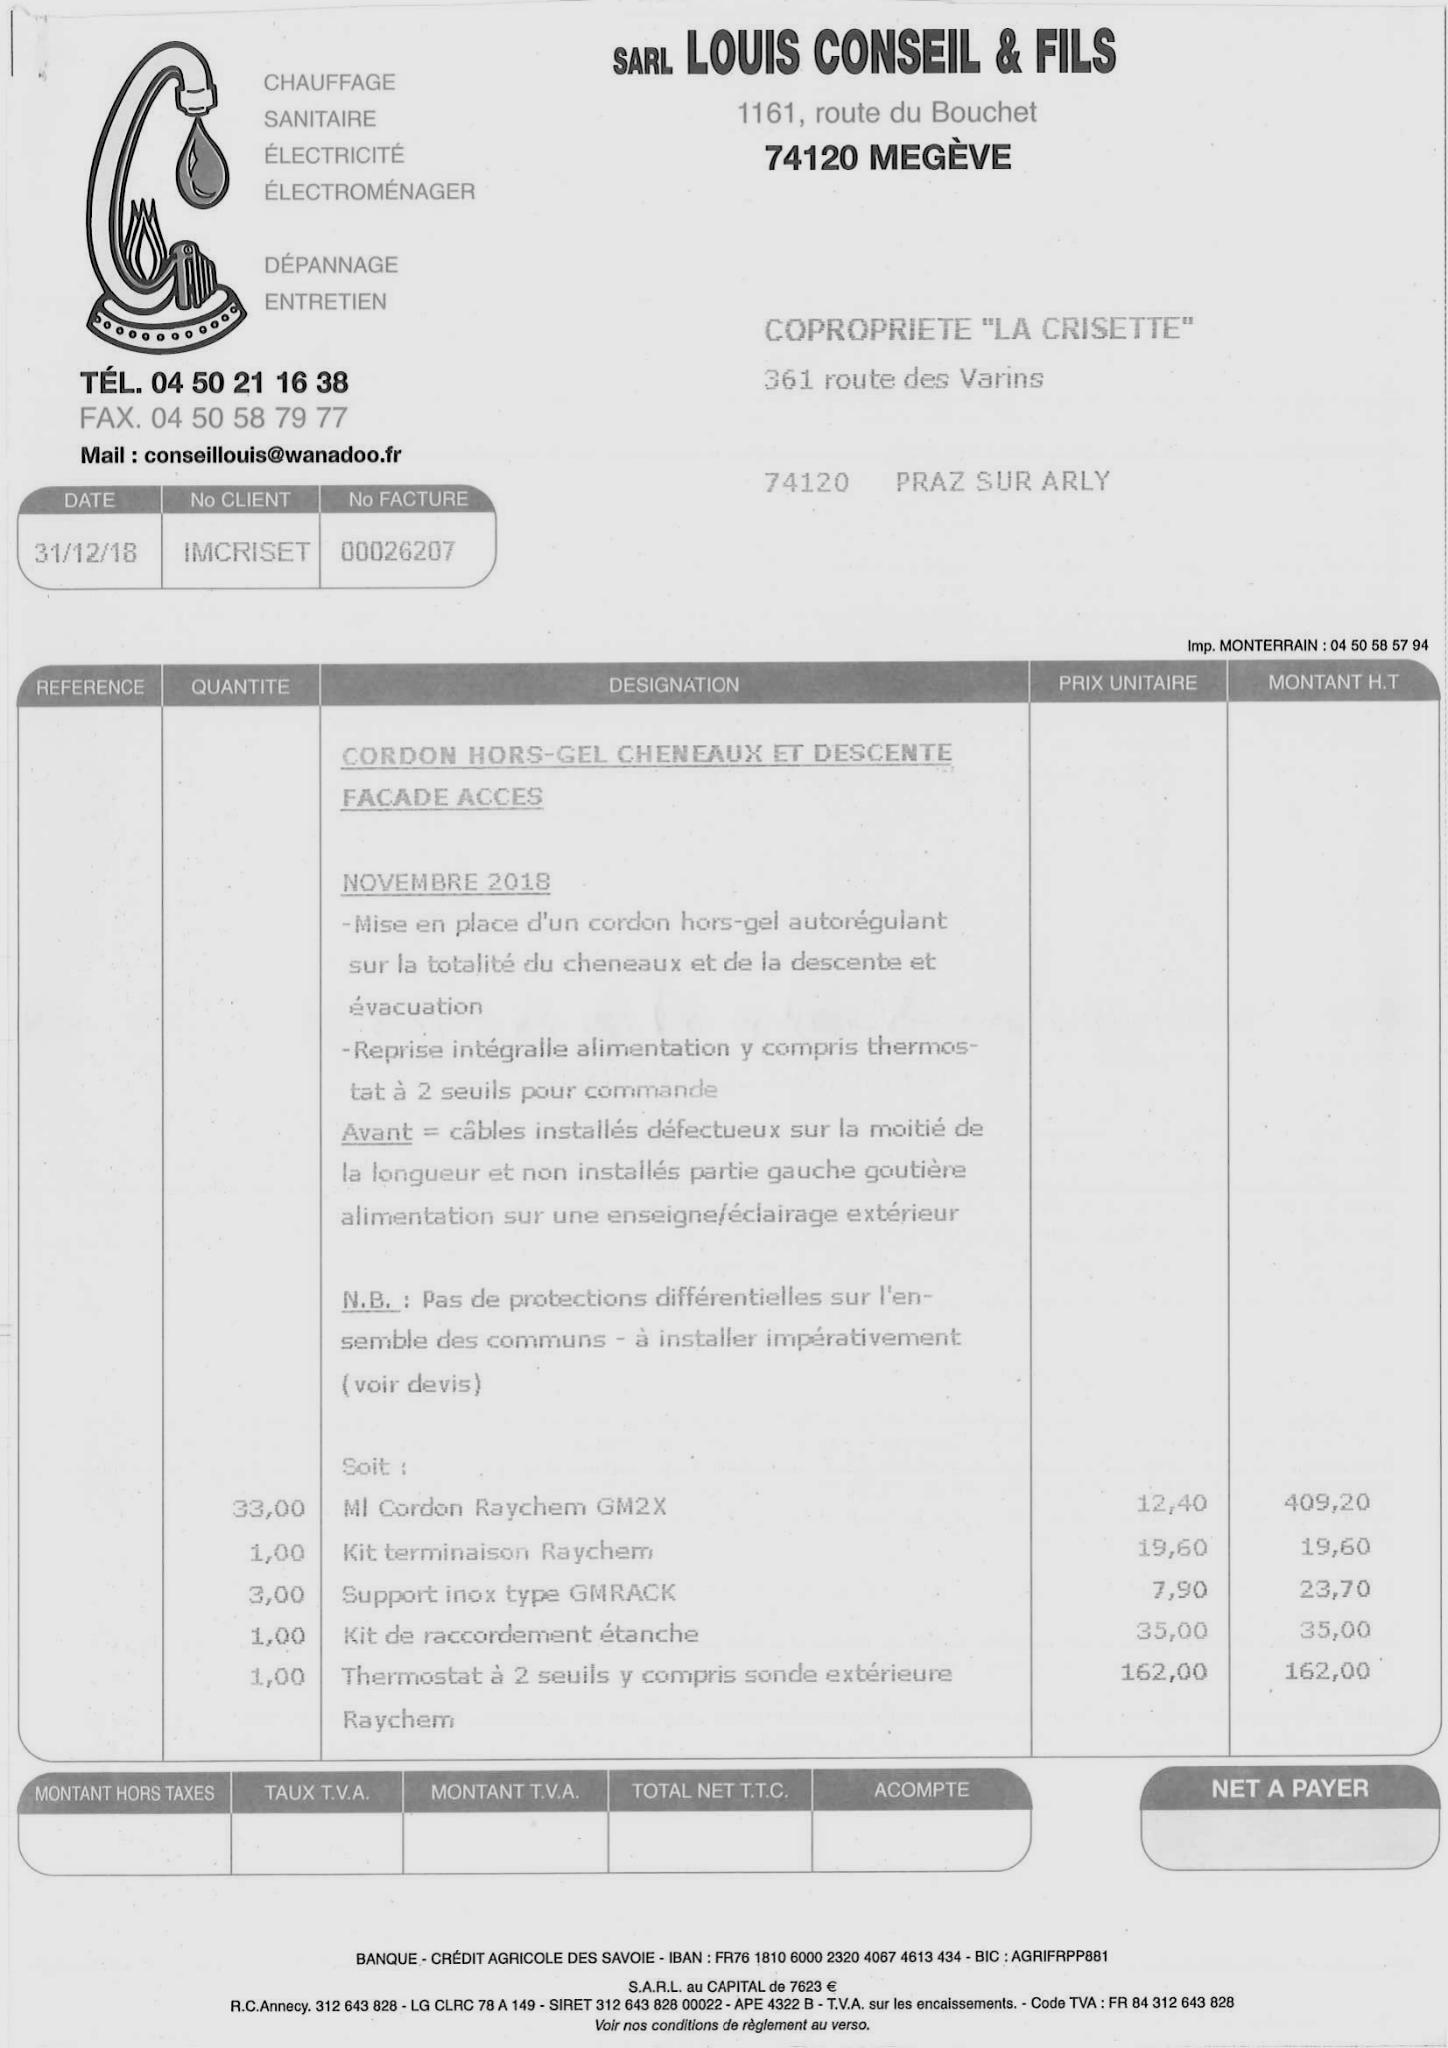 SARL LOUIS CONSEIL & FILS
1161, route du Bouchet
74120 MEGÈVE
CHAUFFAGE
SANITAIRE
ÉLECTRICITÉ
ÉLECTROMÉNAGER
DÉPANNAGE
ENTRETIEN
TÉL. 04 50 21 16 38
FAX. 04 50 58 79 77
Mail : conseillouis@wanadoo.fr
COPROPRIETE "LA CRISETTE"
361 route des Varins
74120 PRAZ SUR ARLY
DATE No CLIENT No FACTURE
31/12/18 IMCRISET 00026207
Imp. MONTERRAIN : 04 50 58 57 94
REFERENCE QUANTITE DESIGNATION PRIX UNITAIRE MONTANT H.T
CORDON HORS-GEL CHENEAUX ET DESCENTE
FACADE ACCES
NOVEMBRE 2018
-Mise en place d'un cordon hors-gel autorégulant
sur la totalité du cheneaux et de la descente et
évacuation
-Reprise intégralle alimentation y compris thermos-
tat à 2 seuils pour commande
Avant = câbles installés défectueux sur la moitié de
la longueur et non installés partie gauche goutière
alimentation sur une enseigne/éclairage extérieur
N.B. : Pas de protections différentielles sur l'en-
semble des communs - à installer impérativement
(voir devis)
Soit :
33,00 Ml Cordon Raychem GM2X 12,40 409,20
1,00 Kit terminaison Raychem 19,60 19,60
3,00 Support inox type GMRACK 7,90 23,70
1,00 Kit de raccordement étanche 35,00 35,00
1,00 Thermostat à 2 seuils y compris sonde extérieure 162,00 162,00
Raychem
MONTANT HORS TAXES TAUX T.V.A. MONTANT T.V.A. TOTAL NET T.T.C. ACOMPTE NET A PAYER
BANQUE - CRÉDIT AGRICOLE DES SAVOIE - IBAN : FR76 1810 6000 2320 4067 4613 434 - BIC : AGRIFRPP881
S.A.R.L. au CAPITAL de 7623 €
R.C.Annecy. 312 643 828 - LG CLRC 78 A 149 - SIRET 312 643 828 00022 - APE 4322 B - T.V.A. sur les encaissements. - Code TVA : FR 84 312 643 828
Voir nos conditions de règlement au verso.